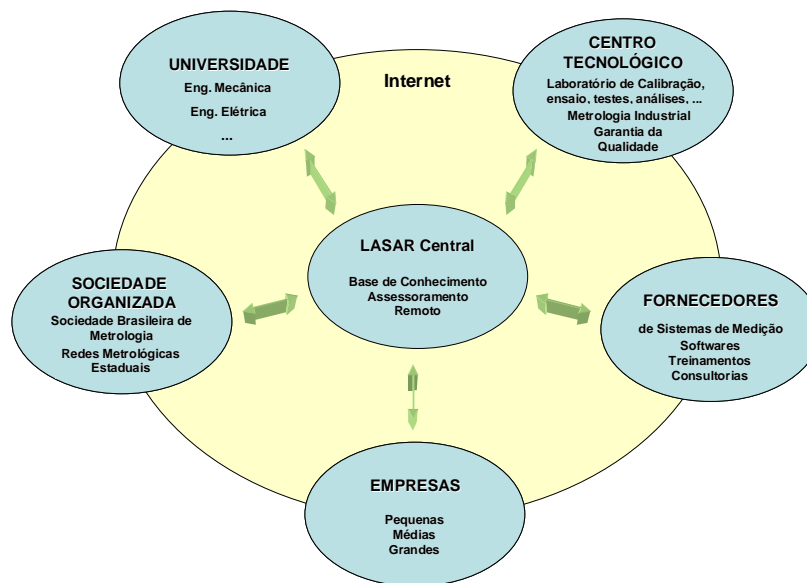 UNIVERSIDADE
Eng. Mecânica
Eng. Elétrica
...
Internet
CENTRO
TECNOLÓGICO
Laboratório de Calibração,
ensaio, testes, análises, ...
Metrologia Industrial
Garantia da
Qualidade
LASAR Central
Base de Conhecimento
Assessoramento
Remoto
SOCIEDADE
ORGANIZADA
Sociedade Brasileira de
Metrologia
Redes Metrológicas
Estaduais
FORNECEDORES
de Sistemas de Medição
Softwares
Treinamentos
Consultorias
EMPRESAS
Pequenas
Médias
Grandes